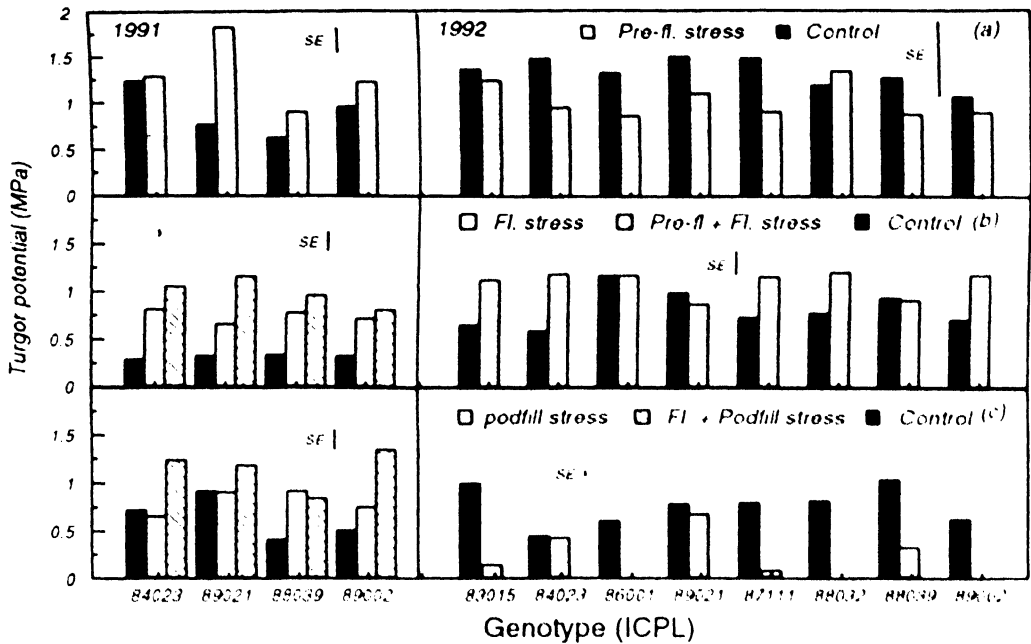 2
1991
SE
1992
Pre-fl. stress
Control
SE
(a)
1.5
1
0.5
0
Fl. stress
Pre-fl + Fl. stress
Control (b)
SE
SE
1.5
1
0.5
0
podfill stress
Fl + Podfill stress
Control (c)
SE
SE
1.5
1
0.5
0
Turgor potential (MPa)
84023 89021 88039 89002 83015 84023 86001 89021 87111 88032 88039 89002
Genotype (ICPL)